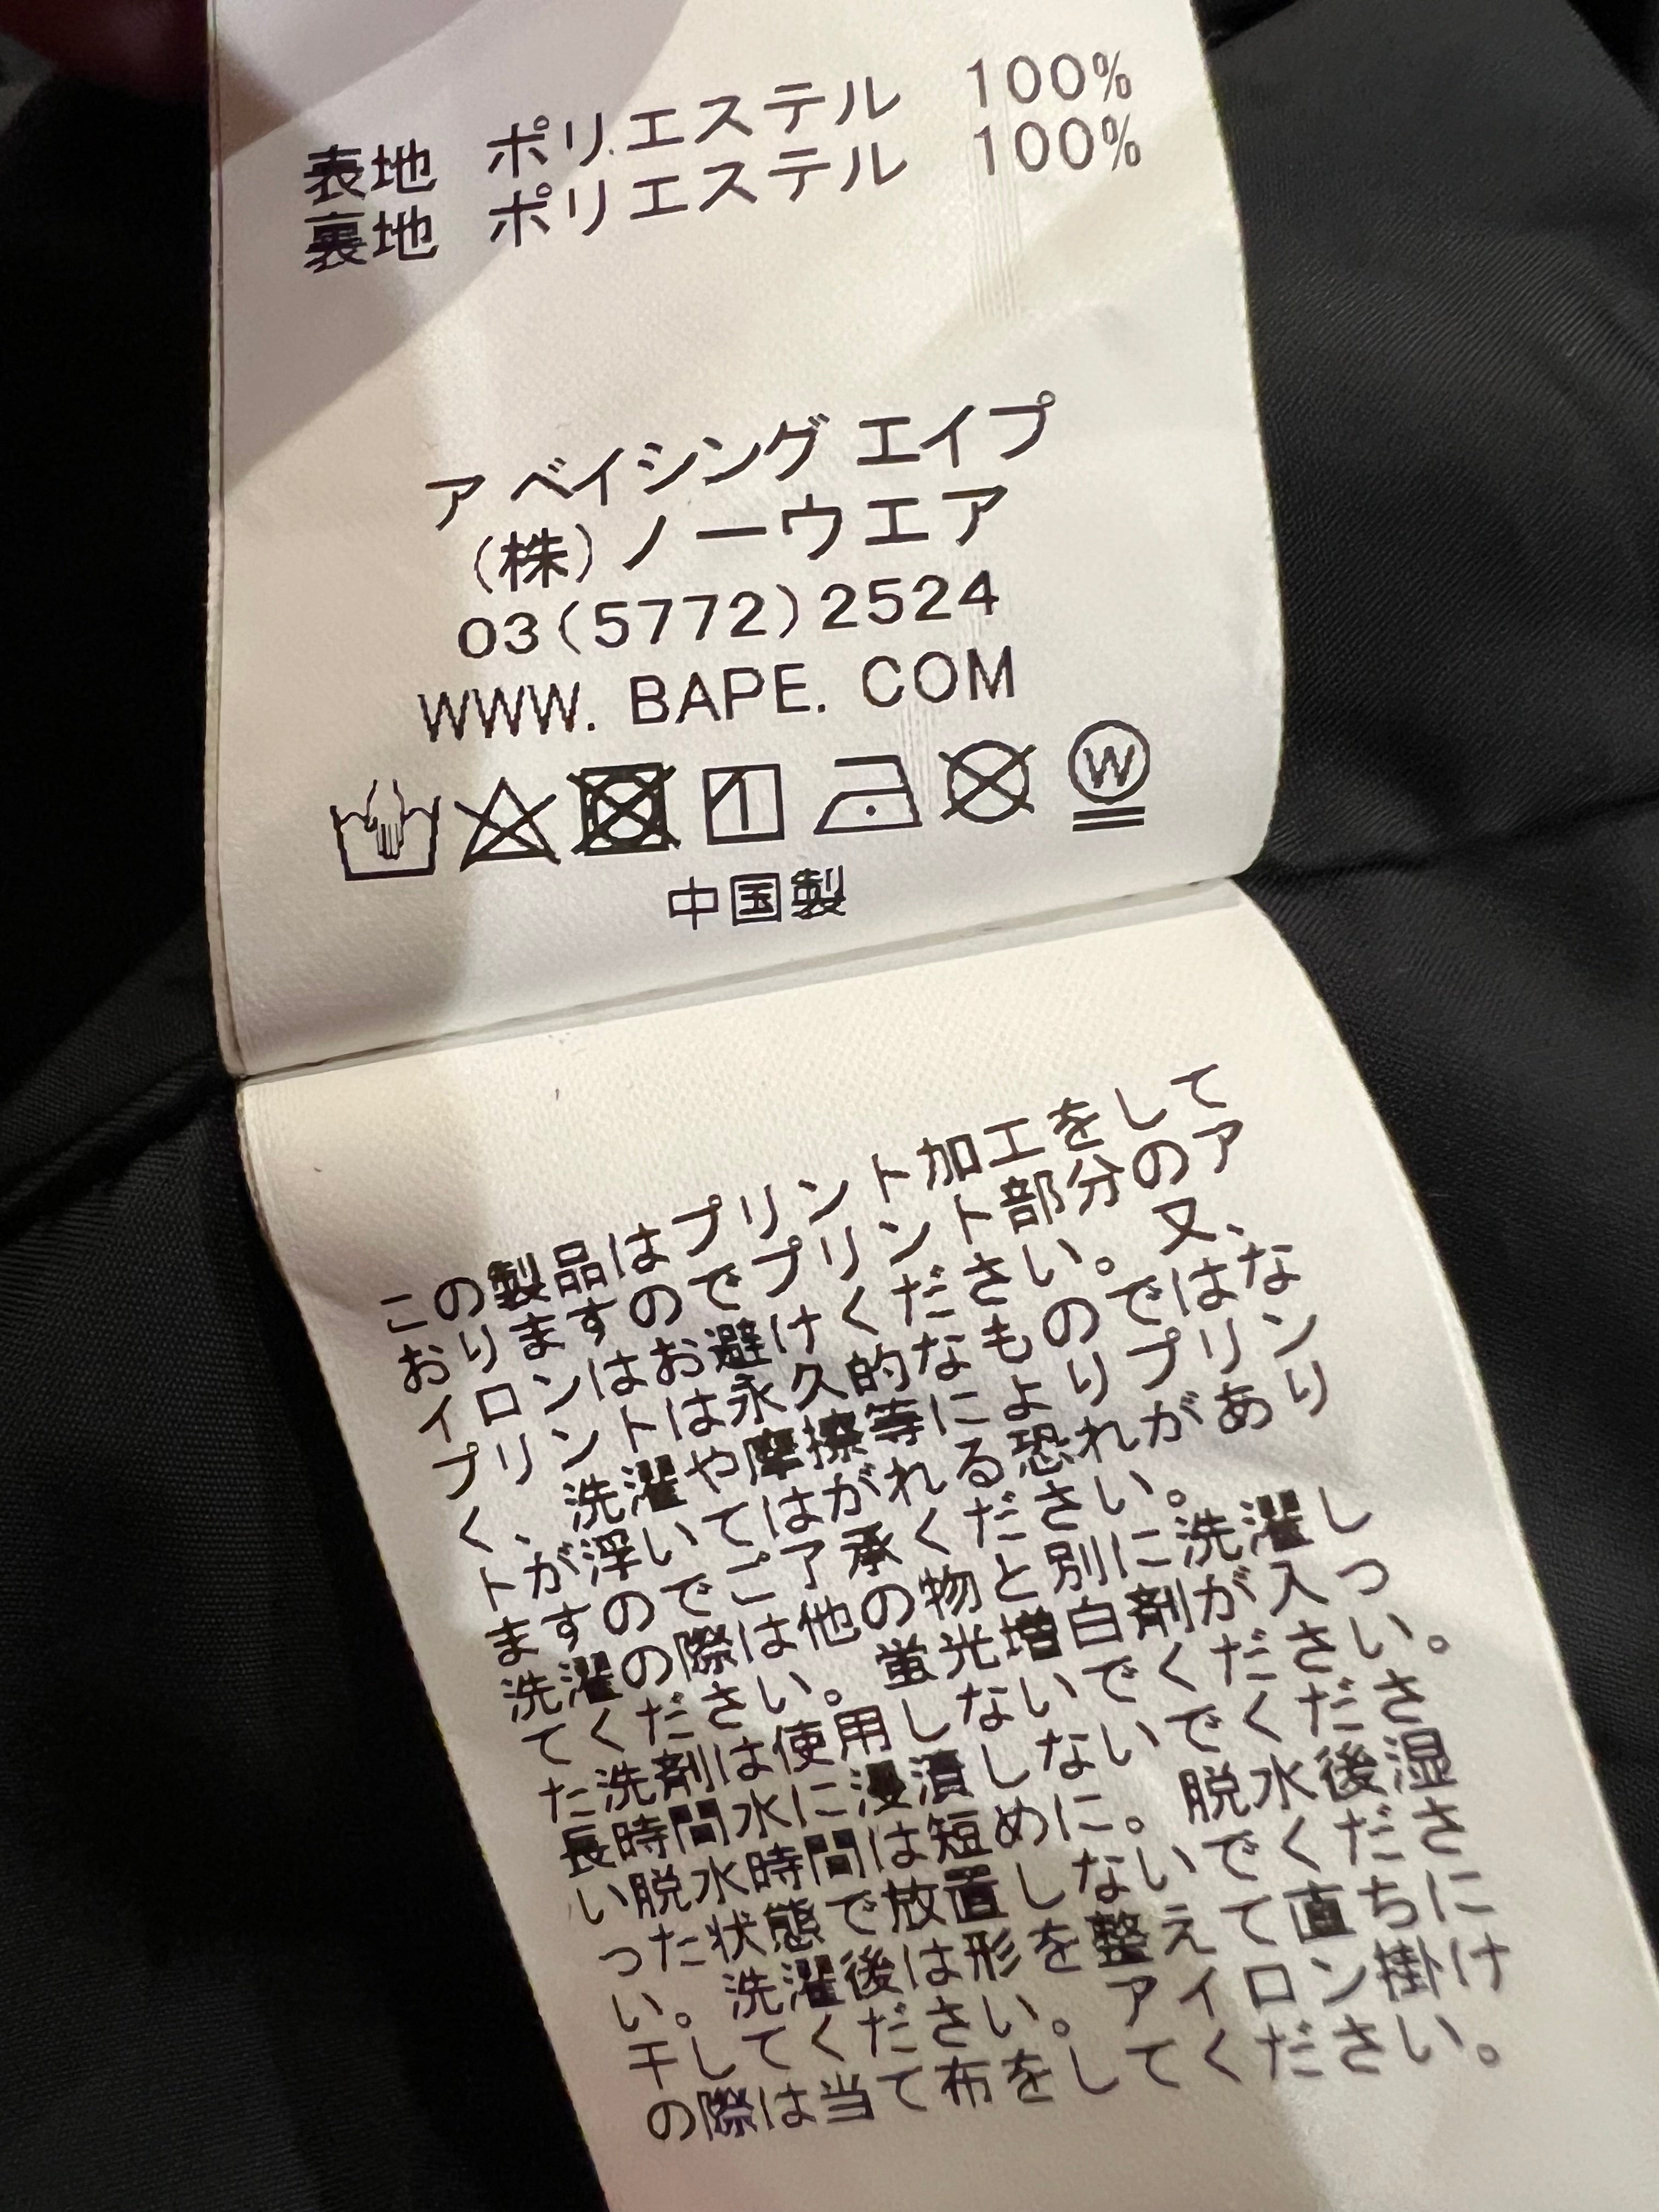 表地 ポリエステル 100%
裏地 ポリエステル 100%
ア ベイシング エイプ
(株)ノーウエア
03(5772)2524
WWW. BAPE. COM
W
中国製
この製品はプリント加工をして
おりますのでプリント部分のア
イロンはお避けください。又、
プリントは永久的なものではな
く、洗濯や摩擦等によりプリン
トが浮いてはがれる恐れがあり
ますのでご了承ください。
洗濯の際は他の物と別に洗濯し
てください。蛍光増白剤が入っ
た洗剤は使用しないでください。
長時間水に浸漬しないでくださ
い脱水時間は短めに。脱水後湿
った状態で放置しないでくださ
い。洗濯後は形を整えて直ちに
干してください。アイロン掛け
の際は当て布をしてください。